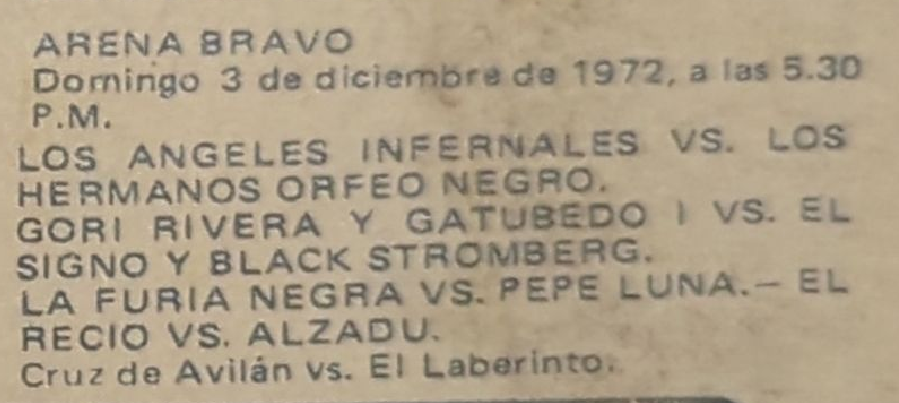 ARENA BRAVO
Domingo 3 de diciembre de 1972, a las 5.30
P.M.
LOS ANGELES INFERNALES VS. LOS
HERMANOS ORFEO NEGRO.
GORI RIVERA Y GATUBEDO I VS. EL
SIGNO Y BLACK STROMBERG.
LA FURIA NEGRA VS. PEPE LUNA.— EL
RECIO VS. ALZADU.
Cruz de Avilán vs. El Laberinto.